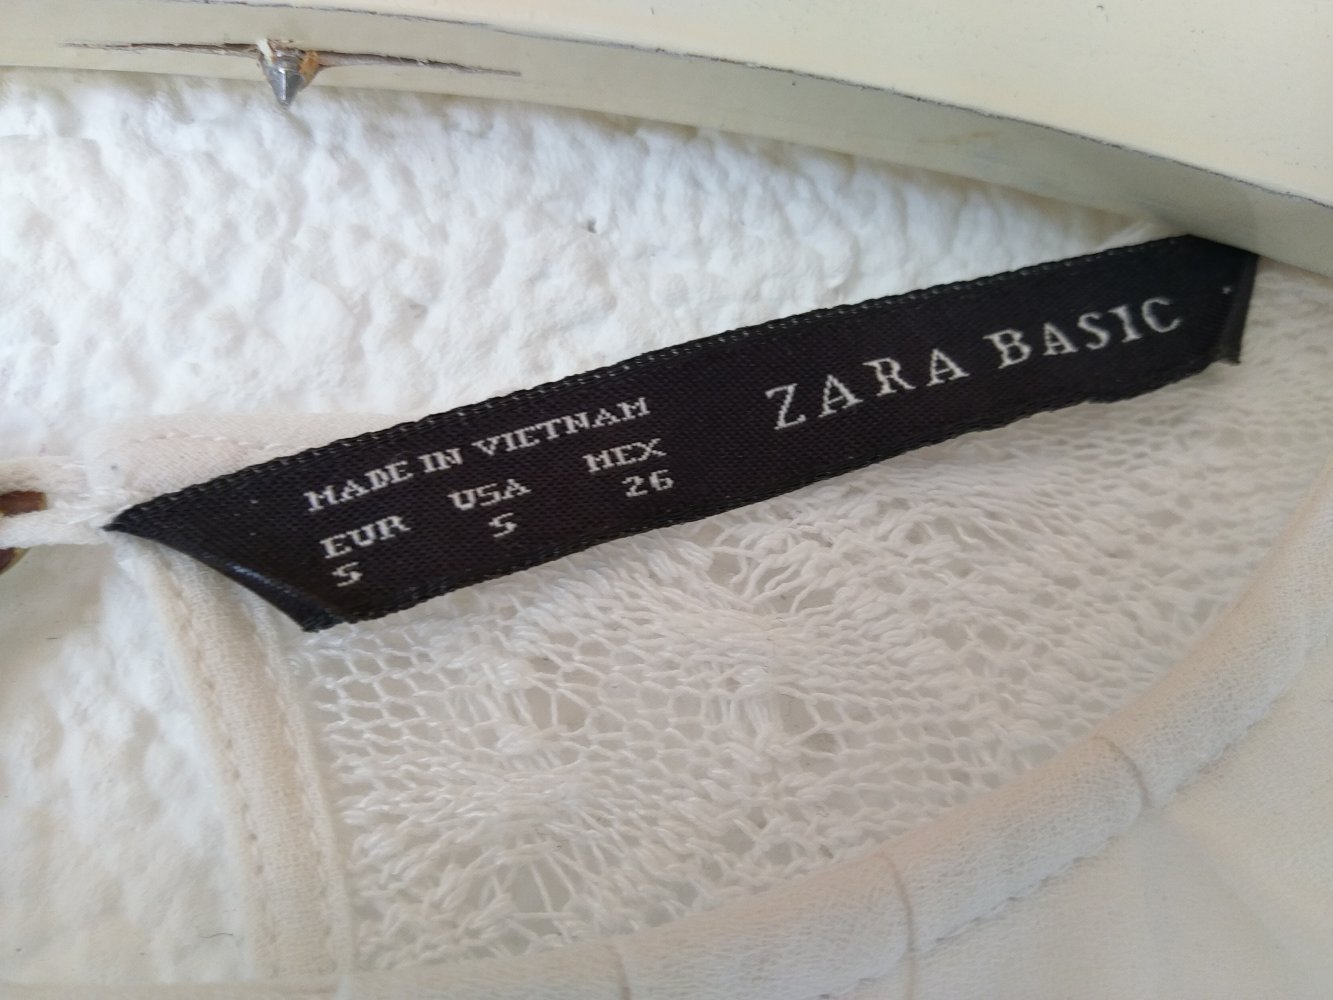 MADE IN VIETNAM
EUR USA MEX
S S 26
ZARA BASIC